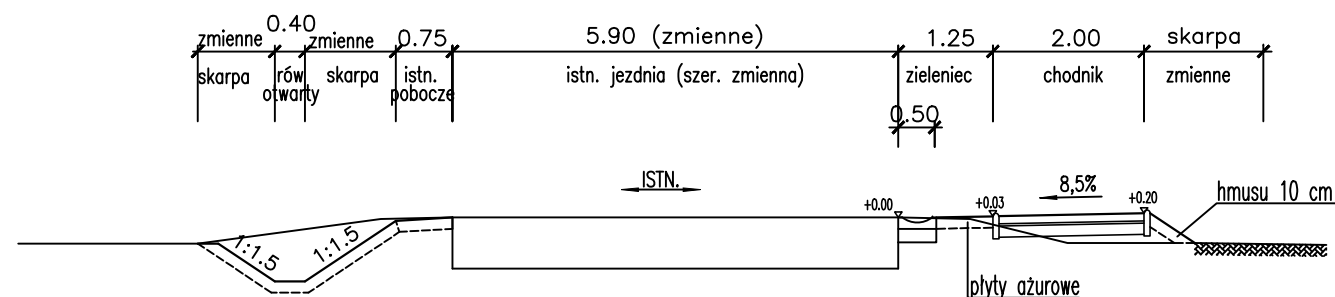 zmienne 0.40 zmienne 0.75 5.90 (zmienne) 1.25 2.00 skarpa
skarpa rów otwarty skarpa istn. pobocze istn. jezdnia (szer. zmienna) zieleniec chodnik zmienne
0.50
ISTN.
8,5%
+0.00 +0.03 +0.20
hmusu 10 cm
1:1.5 1:1.5
płyty ażurowe